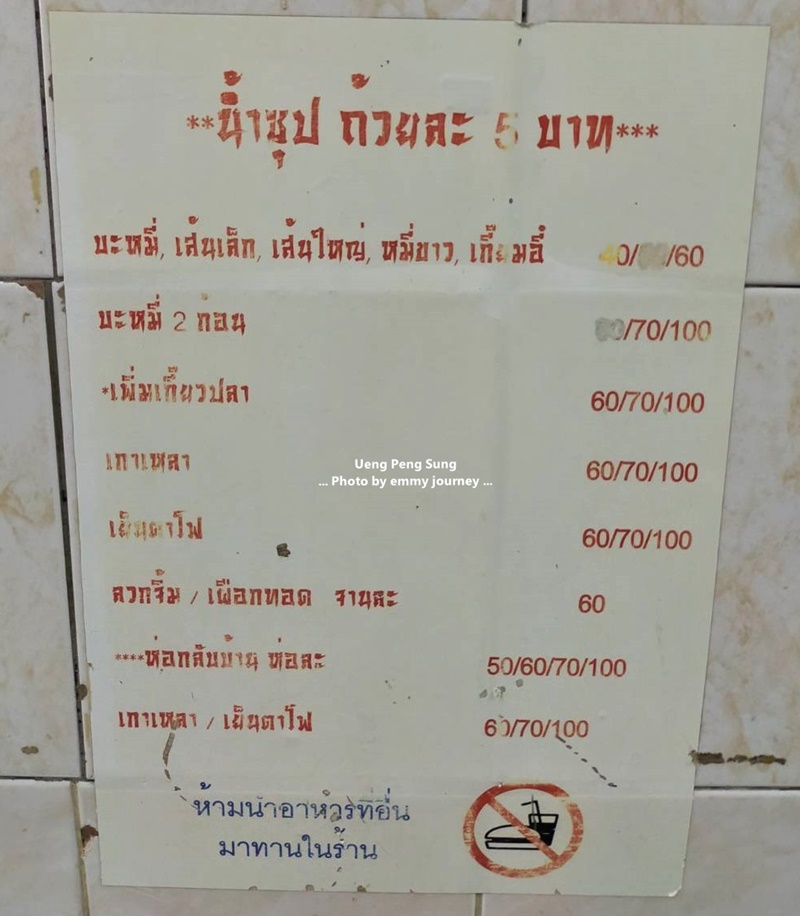 **น้ำซุป ถ้วยละ 5 บาท***
บะหมี่, เส้นเล็ก, เส้นใหญ่, หมี่ขาว, เกี้ยมอี๋ 40/ /60
บะหมี่ 2 ก้อน /70/100
*เพิ่มเกี๊ยวปลา 60/70/100
เกาเหลา 60/70/100
Ueng Peng Sung
... Photo by emmy journey ...
เย็นตาโฟ 60/70/100
ลวกจิ้ม / เผือกทอด จานละ 60
****ห่อกลับบ้าน ห่อละ 50/60/70/100
เกาเหลา / เย็นตาโฟ 60/70/100
ห้ามนำอาหารที่อื่น
มาทานในร้าน